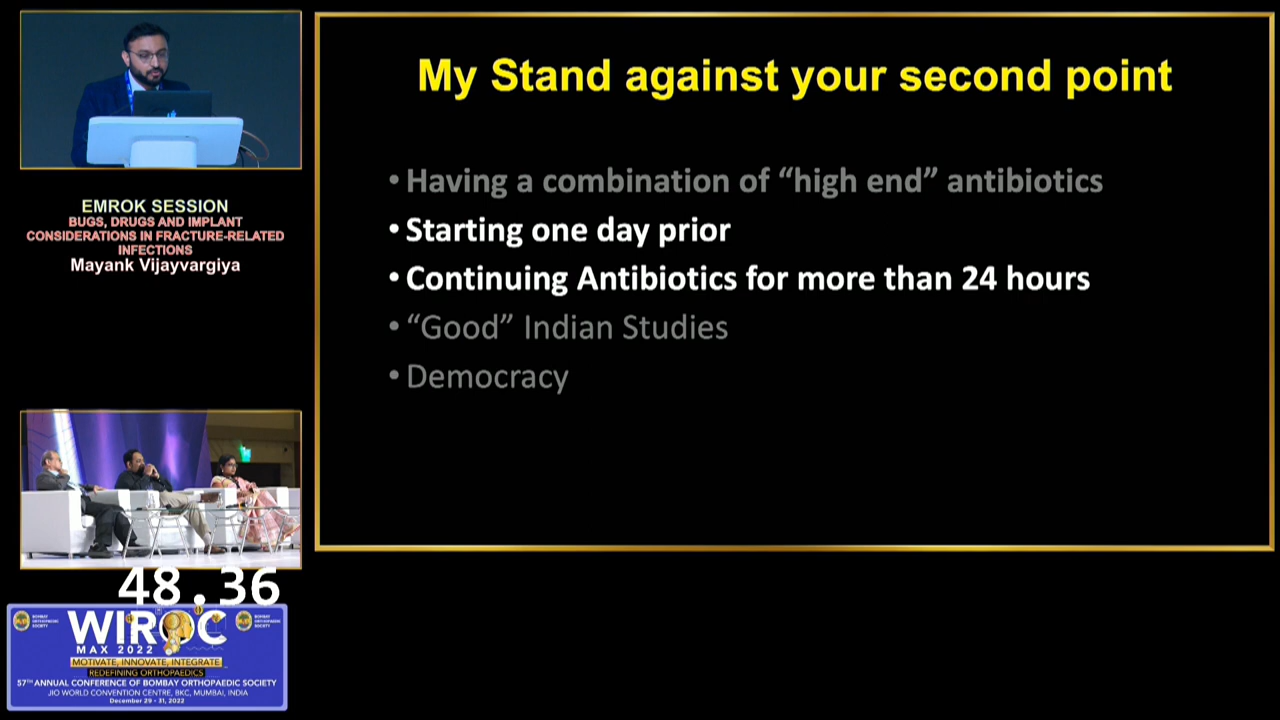 My Stand against your second point
• Having a combination of “high end” antibiotics
• Starting one day prior
• Continuing Antibiotics for more than 24 hours
• “Good” Indian Studies
• Democracy
EMROK SESSION
BUGS, DRUGS AND IMPLANT
CONSIDERATIONS IN FRACTURE-RELATED
INFECTIONS
Mayank Vijayvargiya
48.36
BOMBAY
ORTHOPAEDIC
SOCIETY
WIROC
MAX 2022
BOMBAY
ORTHOPAEDIC
SOCIETY
MOTIVATE, INNOVATE, INTEGRATE
REDEFINING ORTHOPAEDICS
57TH ANNUAL CONFERENCE OF BOMBAY ORTHOPAEDIC SOCIETY
JIO WORLD CONVENTION CENTRE, BKC, MUMBAI, INDIA
December 29 - 31, 2022